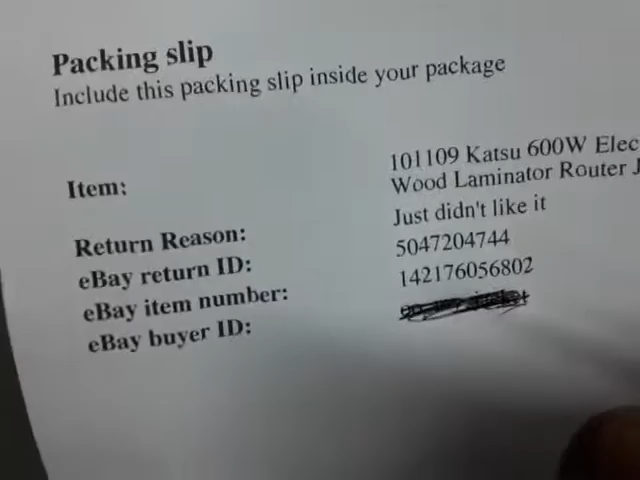 Packing slip
Include this packing slip inside your package
Item: 101109 Katsu 600W Elec
Wood Laminator Router J
Return Reason: Just didn't like it
eBay return ID: 5047204744
eBay item number: 142176056802
eBay buyer ID: